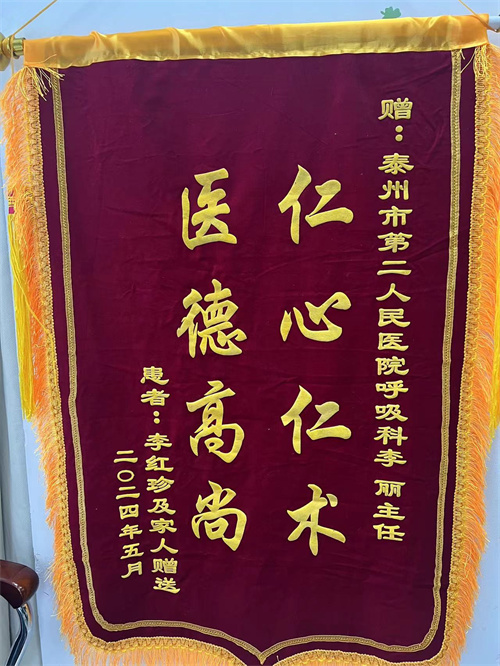 赠：泰州市第二人民医院呼吸科李 丽主任
仁心仁术
医德高尚
患者：李红珍及家人赠送
二〇二四年五月